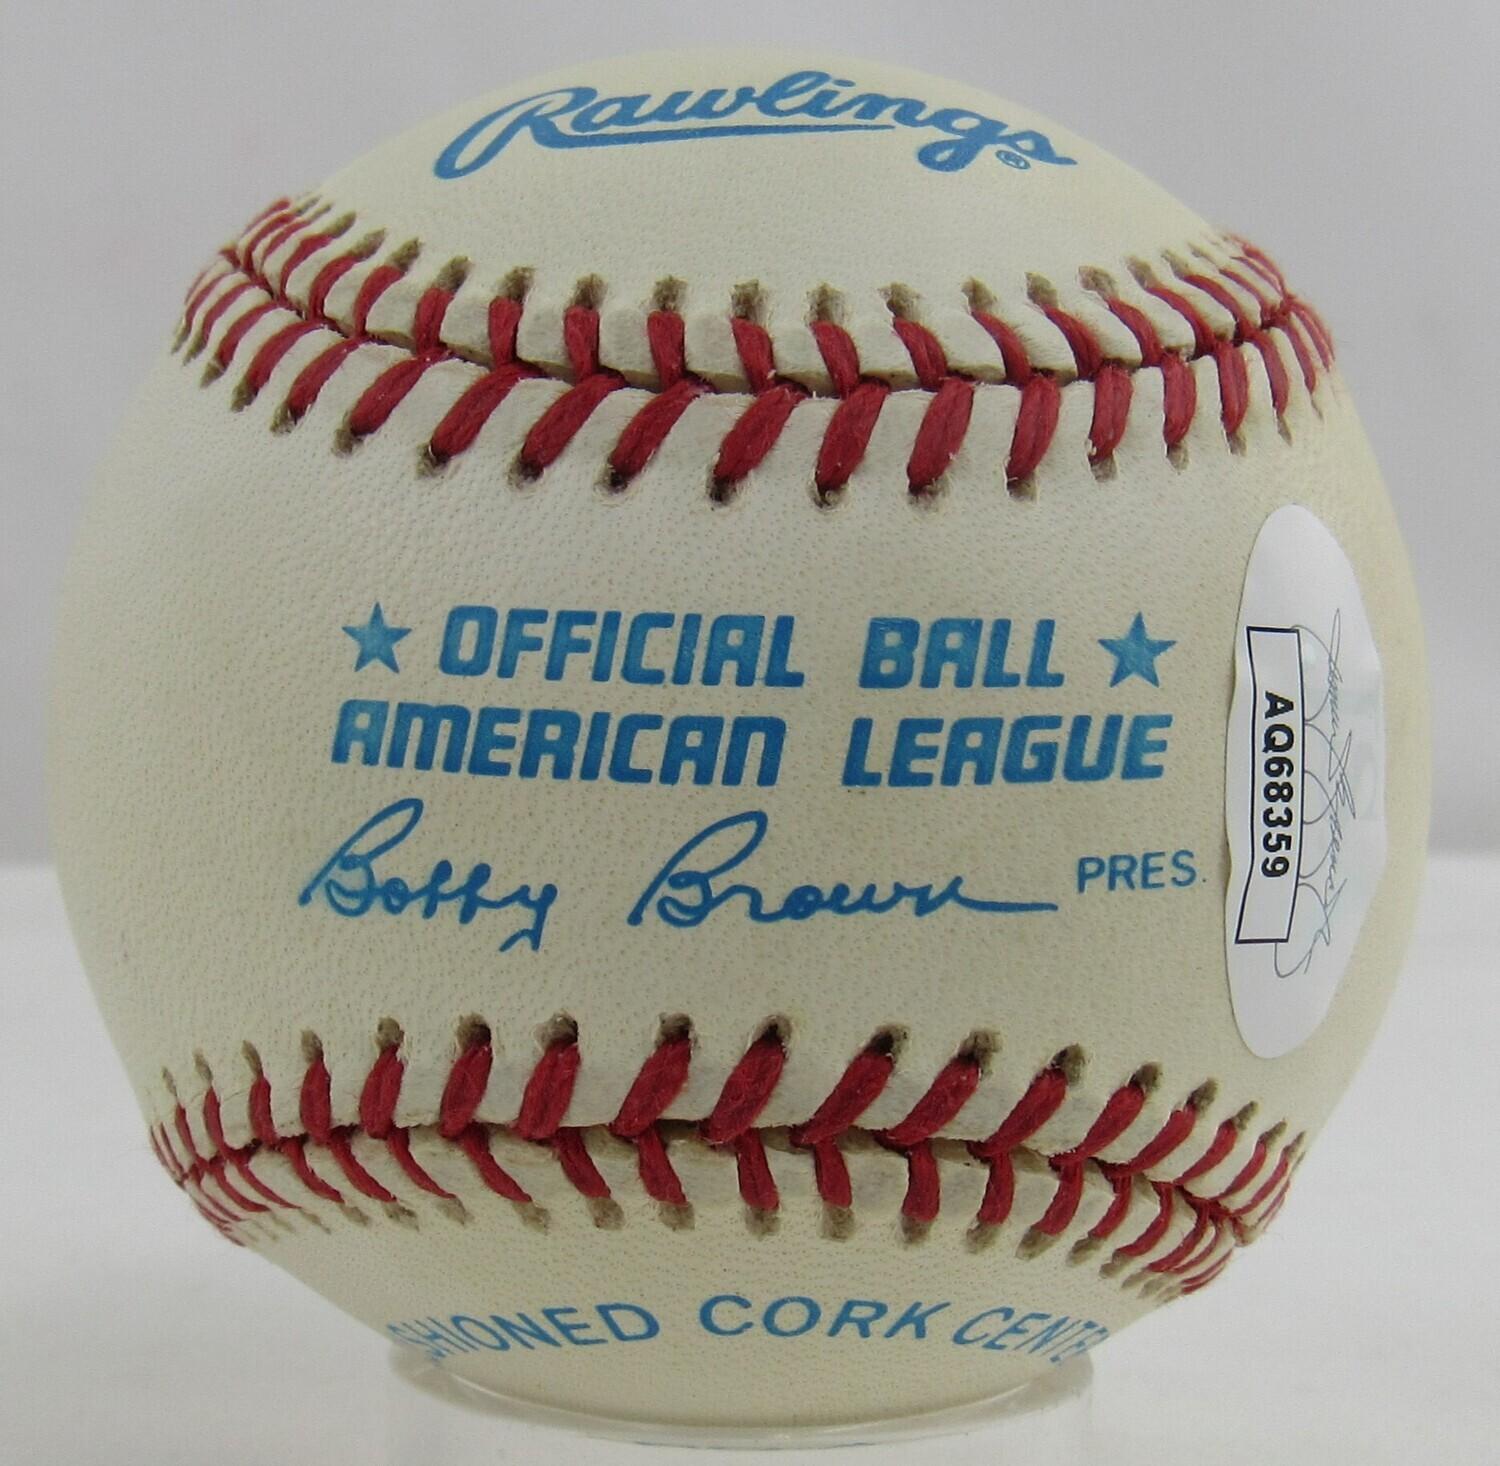 Rawlings®
★ OFFICIAL BALL ★
AMERICAN LEAGUE
Bobby Brown PRES.
AQ68359
SHIONED CORK CENTE